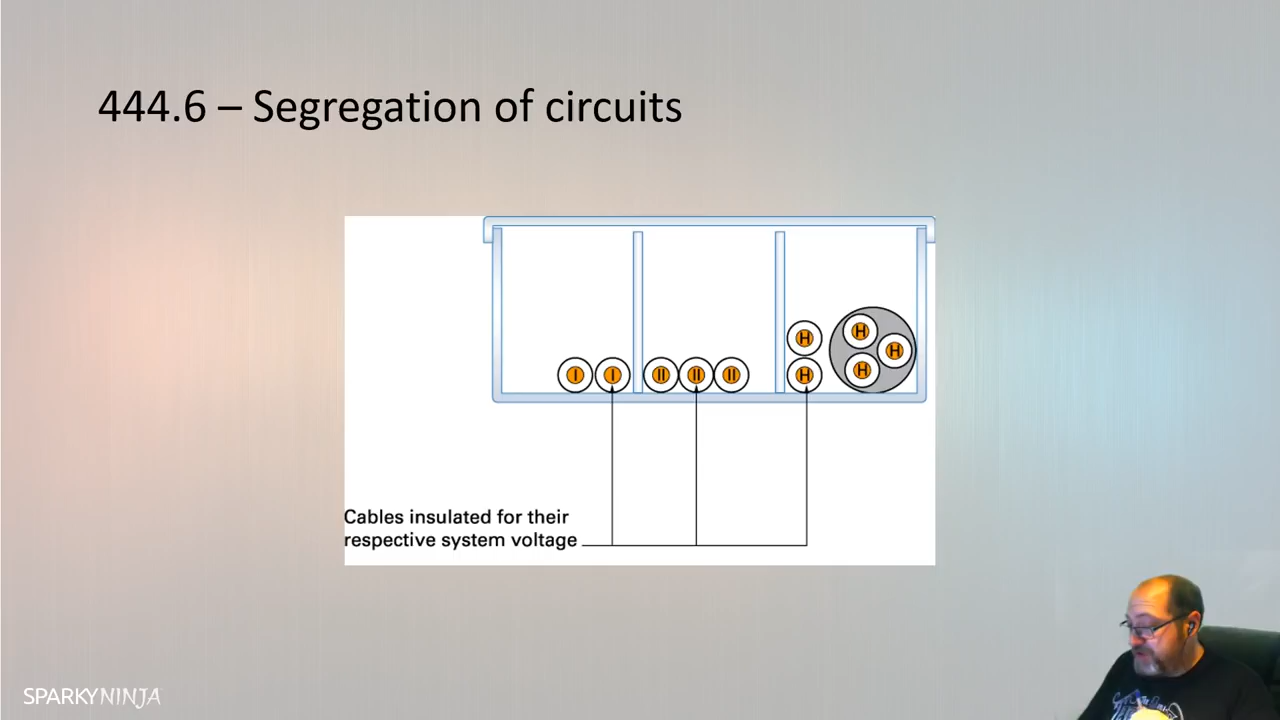 444.6 – Segregation of circuits
I I II II II H H H H H
Cables insulated for their
respective system voltage
SPARKYNINJA